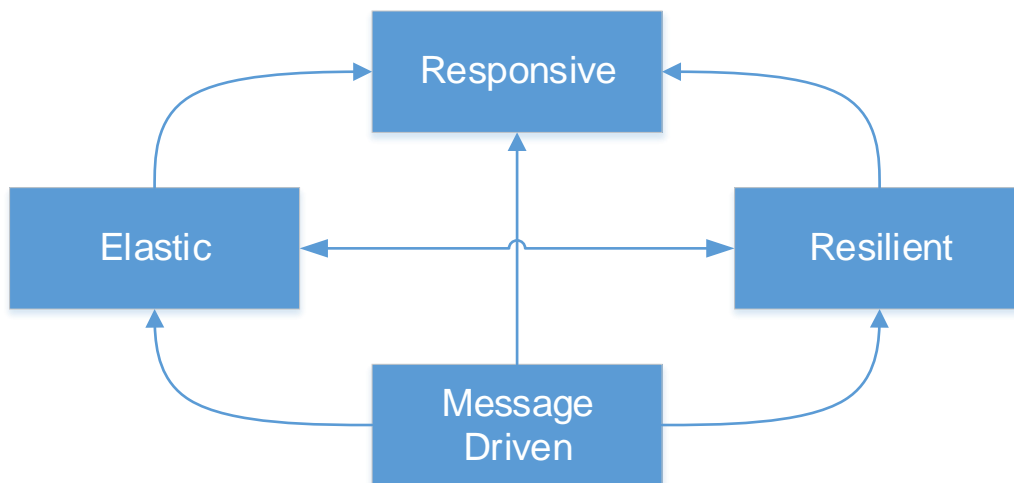 Responsive
Elastic
Resilient
Message
Driven